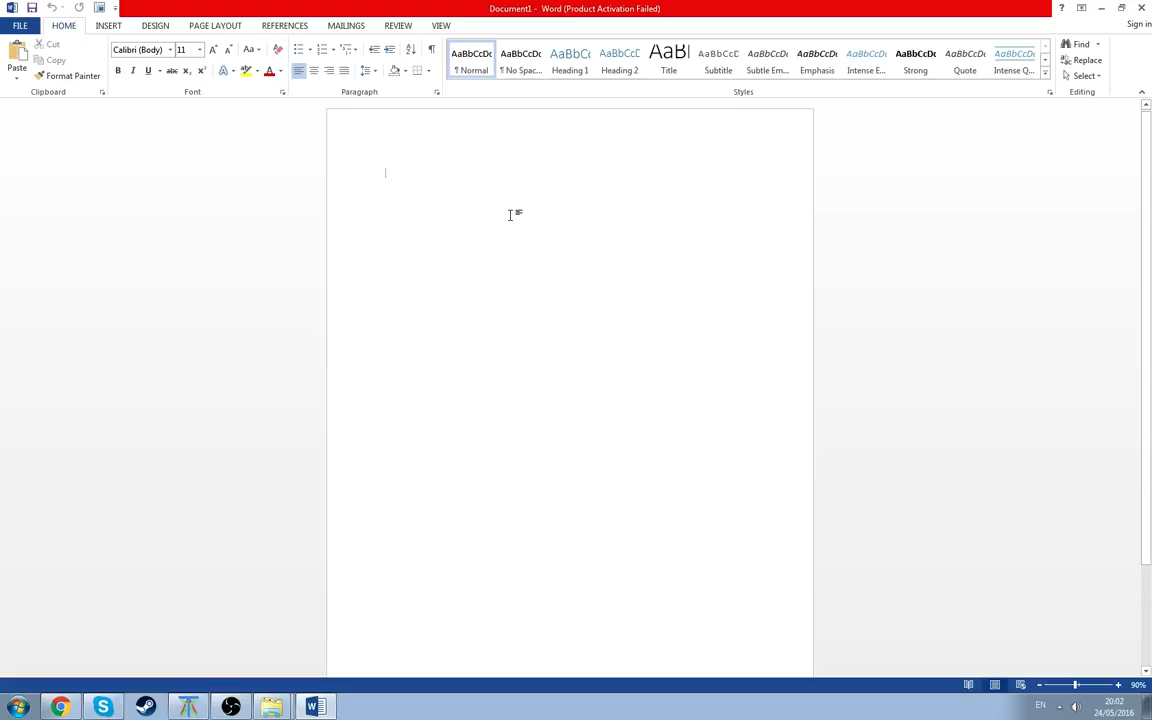 Document1 - Word (Product Activation Failed)
Sign in
FILE HOME INSERT DESIGN PAGE LAYOUT REFERENCES MAILINGS REVIEW VIEW
Paste
Cut
Copy
Format Painter
Clipboard
Calibri (Body) 11
Font
Paragraph
AaBbCcDc AaBbCcDc AaBbCc AaBbCcD AaB AaBbCcD AaBbCcDc AaBbCcDc AaBbCcDc AaBbCcDc AaBbCcDc AaBbCcDc
¶ Normal ¶ No Spac... Heading 1 Heading 2 Title Subtitle Subtle Em... Emphasis Intense E... Strong Quote Intense Q...
Styles
Find
Replace
Select
Editing
90%
EN
20:02
24/05/2016